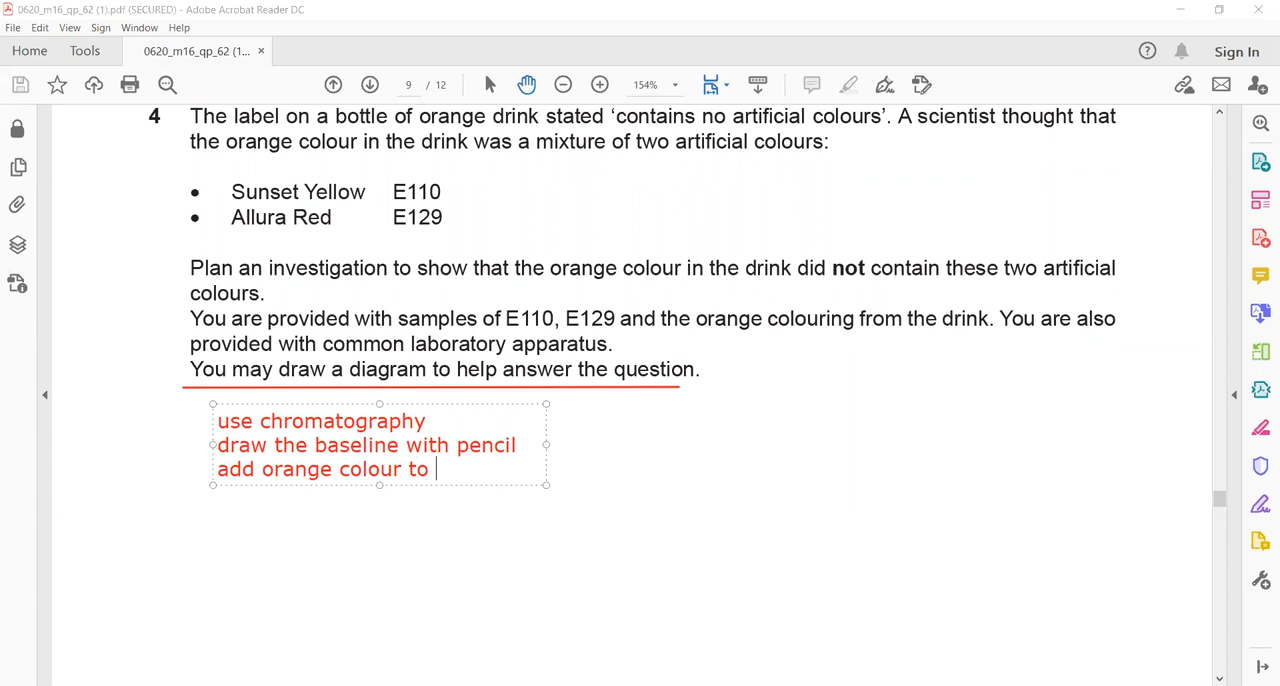 0620_m16_qp_62 (1).pdf (SECURED) - Adobe Acrobat Reader DC
File Edit View Sign Window Help
Home Tools 0620_m16_qp_62 (1... × Sign In
9 / 12 154%
4 The label on a bottle of orange drink stated ‘contains no artificial colours’. A scientist thought that
the orange colour in the drink was a mixture of two artificial colours:
• Sunset Yellow E110
• Allura Red E129
Plan an investigation to show that the orange colour in the drink did not contain these two artificial
colours.
You are provided with samples of E110, E129 and the orange colouring from the drink. You are also
provided with common laboratory apparatus.
You may draw a diagram to help answer the question.
use chromatography
draw the baseline with pencil
add orange colour to